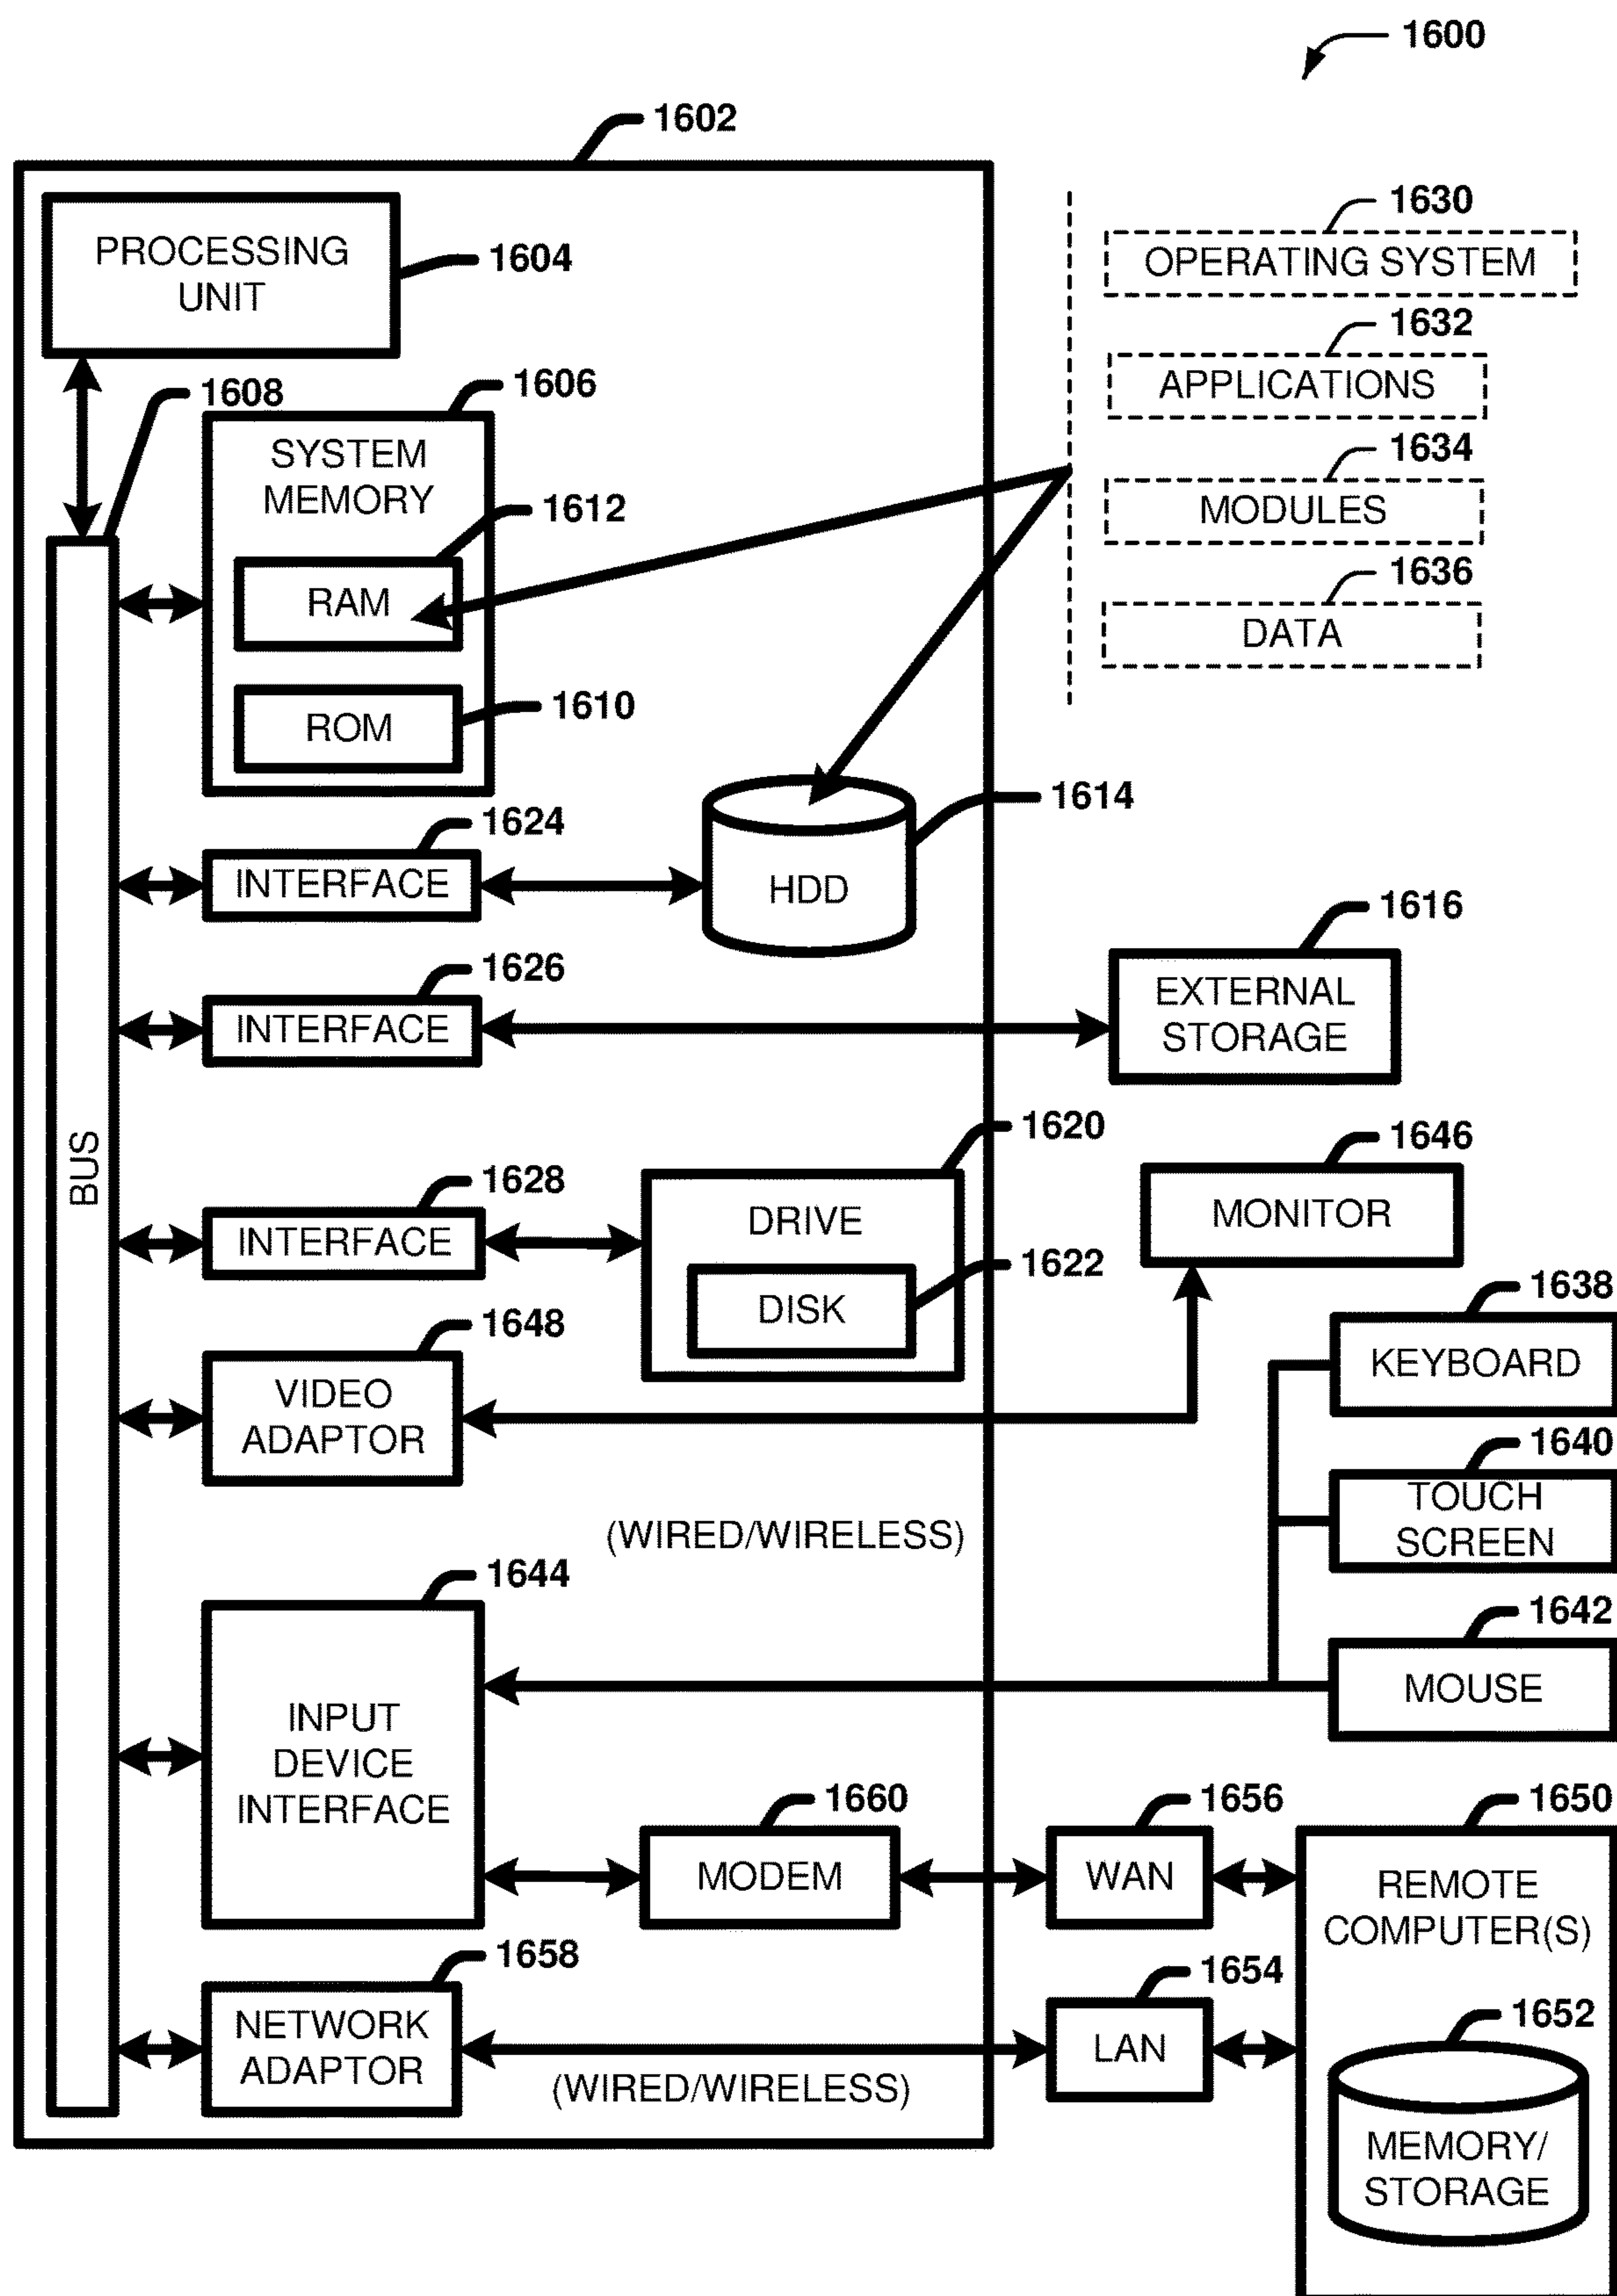 1600
1602
PROCESSING
UNIT
1604
1630
OPERATING SYSTEM
1632
APPLICATIONS
1634
MODULES
1636
DATA
1608
1606
SYSTEM
MEMORY
1612
RAM
1610
ROM
1624
INTERFACE
1614
HDD
1616
EXTERNAL
STORAGE
1626
INTERFACE
BUS
1620
DRIVE
1622
DISK
1628
INTERFACE
1646
MONITOR
1648
VIDEO
ADAPTOR
1638
KEYBOARD
1640
TOUCH
SCREEN
(WIRED/WIRELESS)
1642
MOUSE
1644
INPUT
DEVICE
INTERFACE
1660
MODEM
1656
WAN
1650
REMOTE
COMPUTER(S)
1658
NETWORK
ADAPTOR
(WIRED/WIRELESS)
1654
LAN
1652
MEMORY/
STORAGE